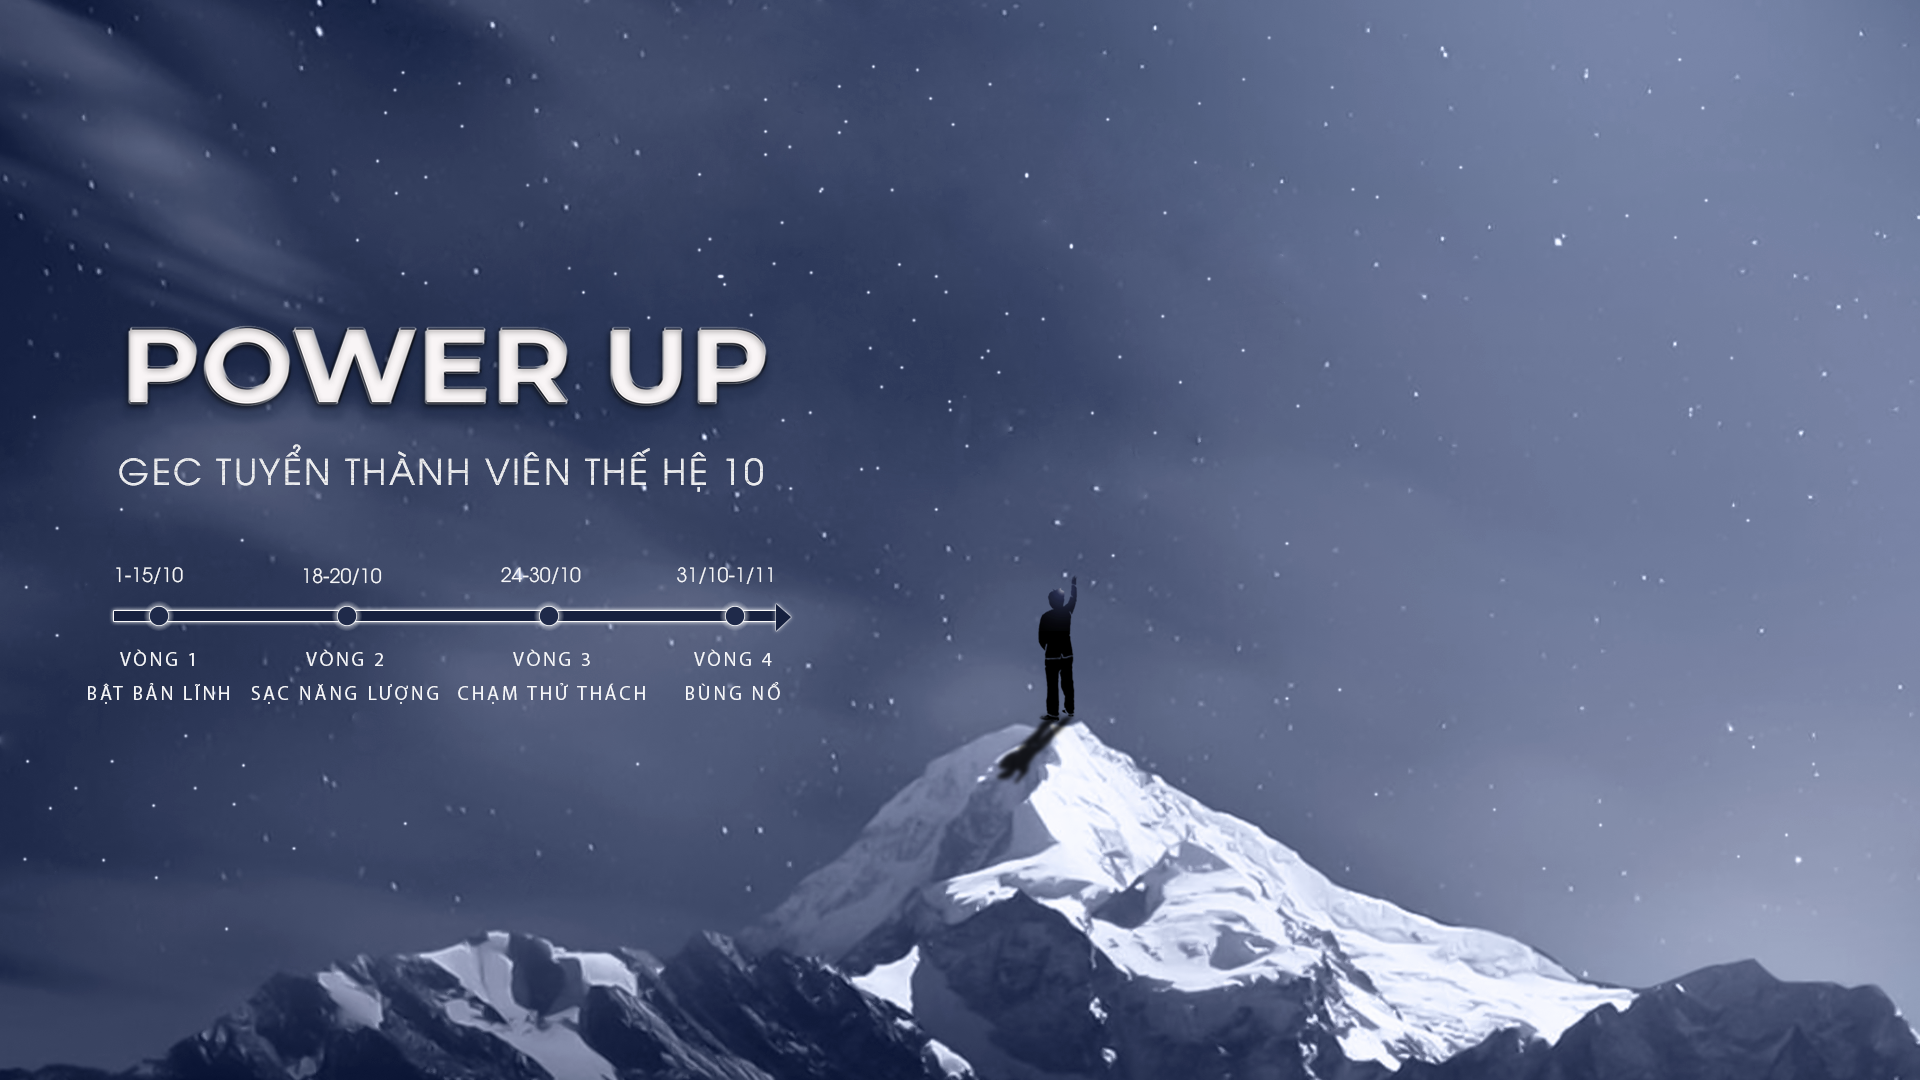 POWER UP
GEC TUYỂN THÀNH VIÊN THẾ HỆ 10
1-15/10 18-20/10 24-30/10 31/10-1/11
VÒNG 1 VÒNG 2 VÒNG 3 VÒNG 4
BẬT BẢN LĨNH SẠC NĂNG LƯỢNG CHẠM THỬ THÁCH BÙNG NỔ